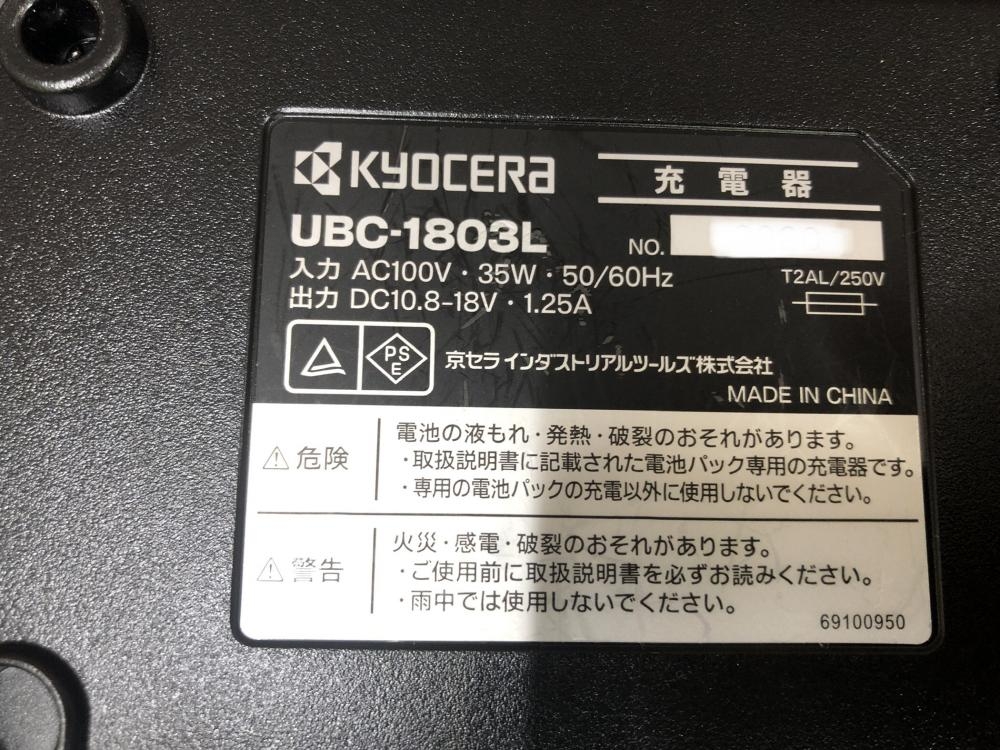 KYOCERA
充電器
UBC-1803L
NO.
入力 AC100V・35W・50/60Hz
T2AL/250V
出力 DC10.8-18V・1.25A
PS
E
京セラインダストリアルツールズ株式会社
MADE IN CHINA
⚠危険
電池の液もれ・発熱・破裂のおそれがあります。
・取扱説明書に記載された電池パック専用の充電器です。
・専用の電池パックの充電以外に使用しないでください。
⚠警告
火災・感電・破裂のおそれがあります。
・ご使用前に取扱説明書を必ずお読みください。
・雨中では使用しないでください。
69100950